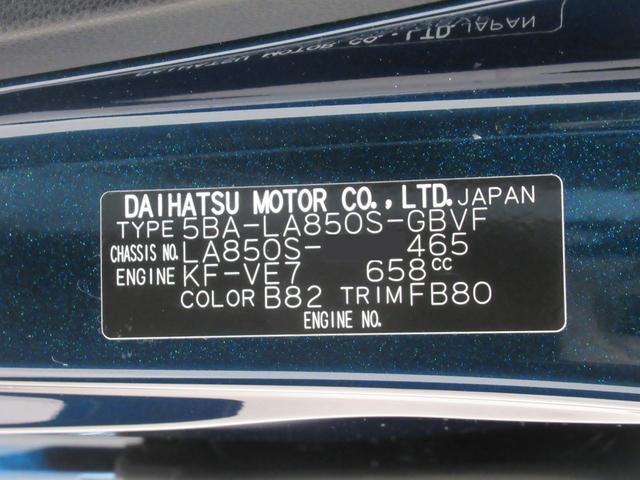 DAIHATSU MOTOR CO., LTD. JAPAN
TYPE 5BA-LA850S-GBVF
CHASSIS NO. LA850S- 465
ENGINE KF-VE7 658cc
COLOR B82 TRIM FB80
ENGINE NO.